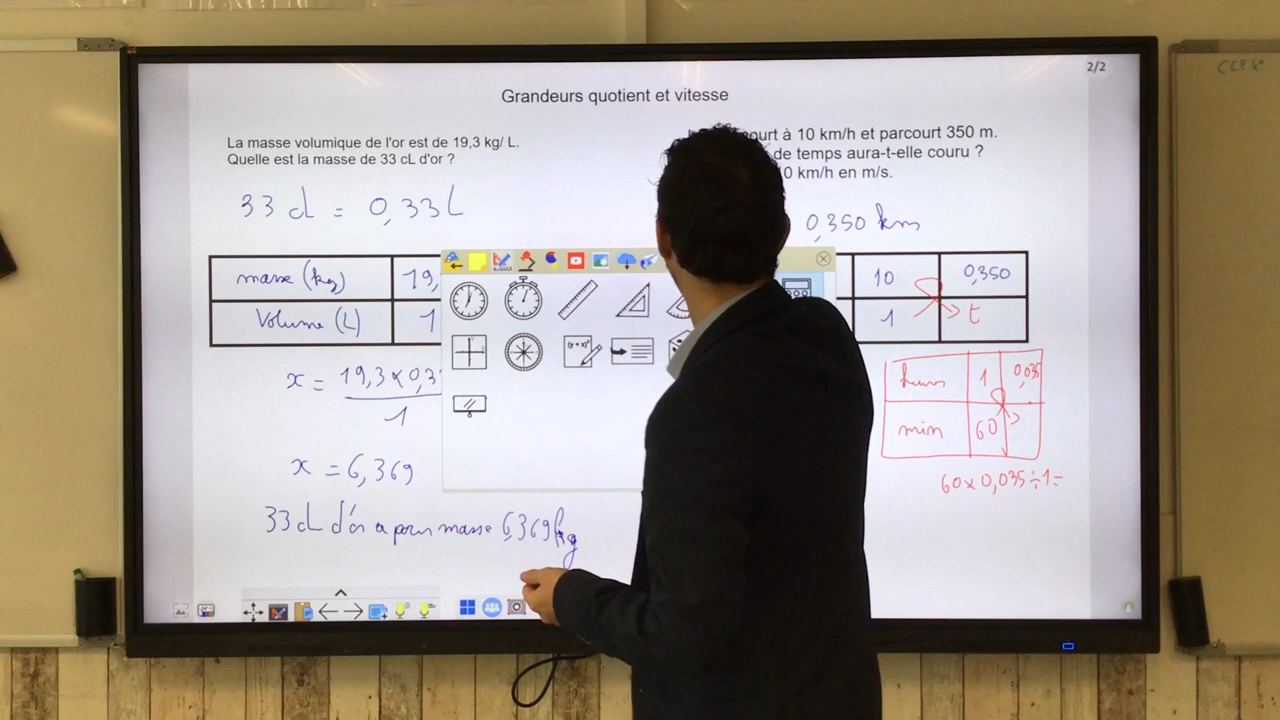 2/2
CCF
Grandeurs quotient et vitesse
La masse volumique de l'or est de 19,3 kg/ L.
Quelle est la masse de 33 cL d'or ?
court à 10 km/h et parcourt 350 m.
de temps aura-t-elle couru ?
0 km/h en m/s.
33 cL = 0,33 L
0,350 km
masse (kg) 19,
Volume (L) 1
10 0,350
1 t
x = 19,3 x 0,3
1
x = 6,369
33 cL d'or a pour masse 6,369 kg
heures 1 0,035
min 60
60 x 0,035 ÷ 1 =